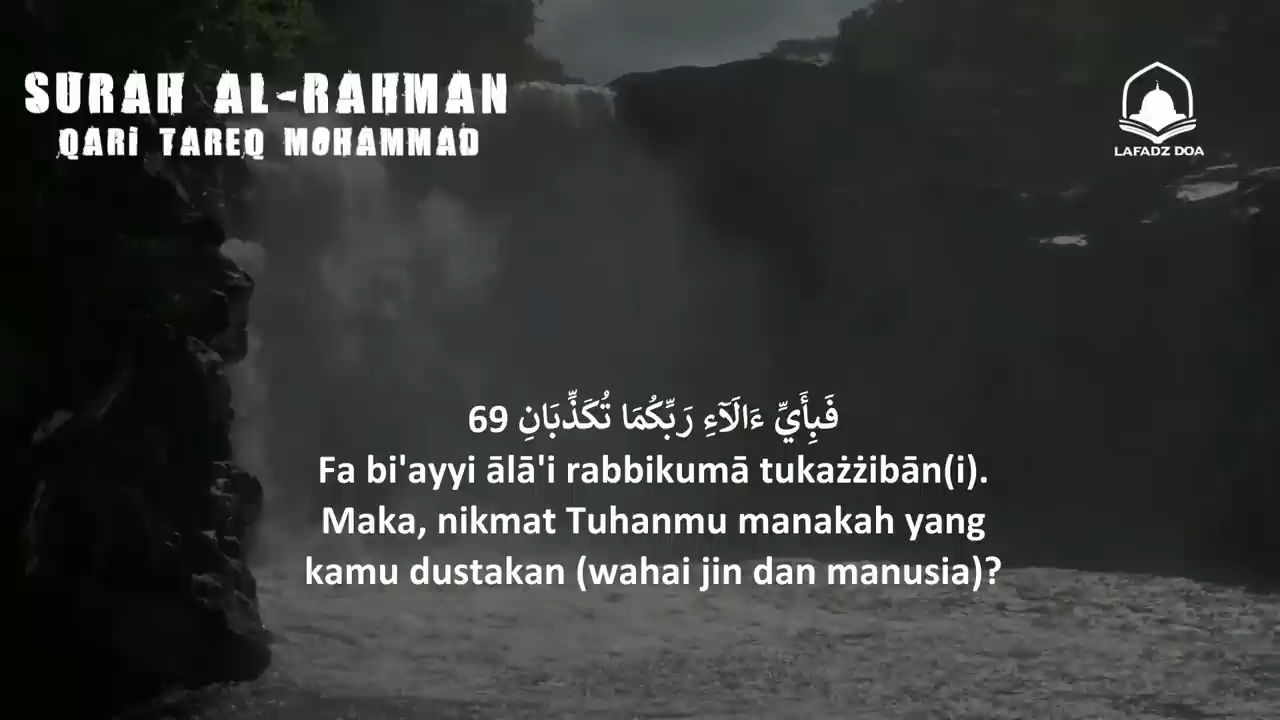 SURAH AL-RAHMAN
QARI TAREQ MOHAMMAD
LAFADZ DOA
فَبِأَيِّ ءَالَآءِ رَبِّكُمَا تُكَذِّبَانِ 69
Fa bi'ayyi ālā'i rabbikumā tukażżibān(i).
Maka, nikmat Tuhanmu manakah yang
kamu dustakan (wahai jin dan manusia)?